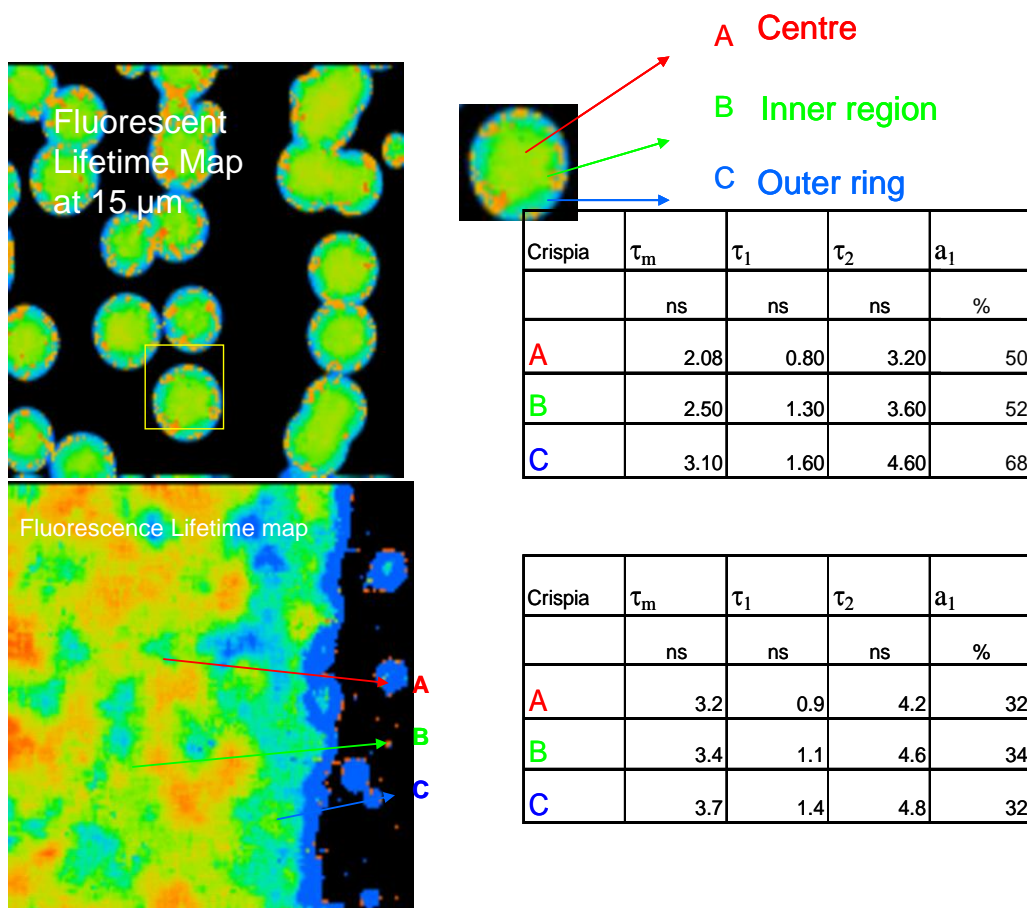 A Centre
B Inner region
C Outer ring
Fluorescent
Lifetime Map
at 15 µm
Crispia τm τ1 τ2 a1
ns ns ns %
A 2.08 0.80 3.20 50
B 2.50 1.30 3.60 52
C 3.10 1.60 4.60 68
Fluorescence Lifetime map
A
B
C
Crispia τm τ1 τ2 a1
ns ns ns %
A 3.2 0.9 4.2 32
B 3.4 1.1 4.6 34
C 3.7 1.4 4.8 32